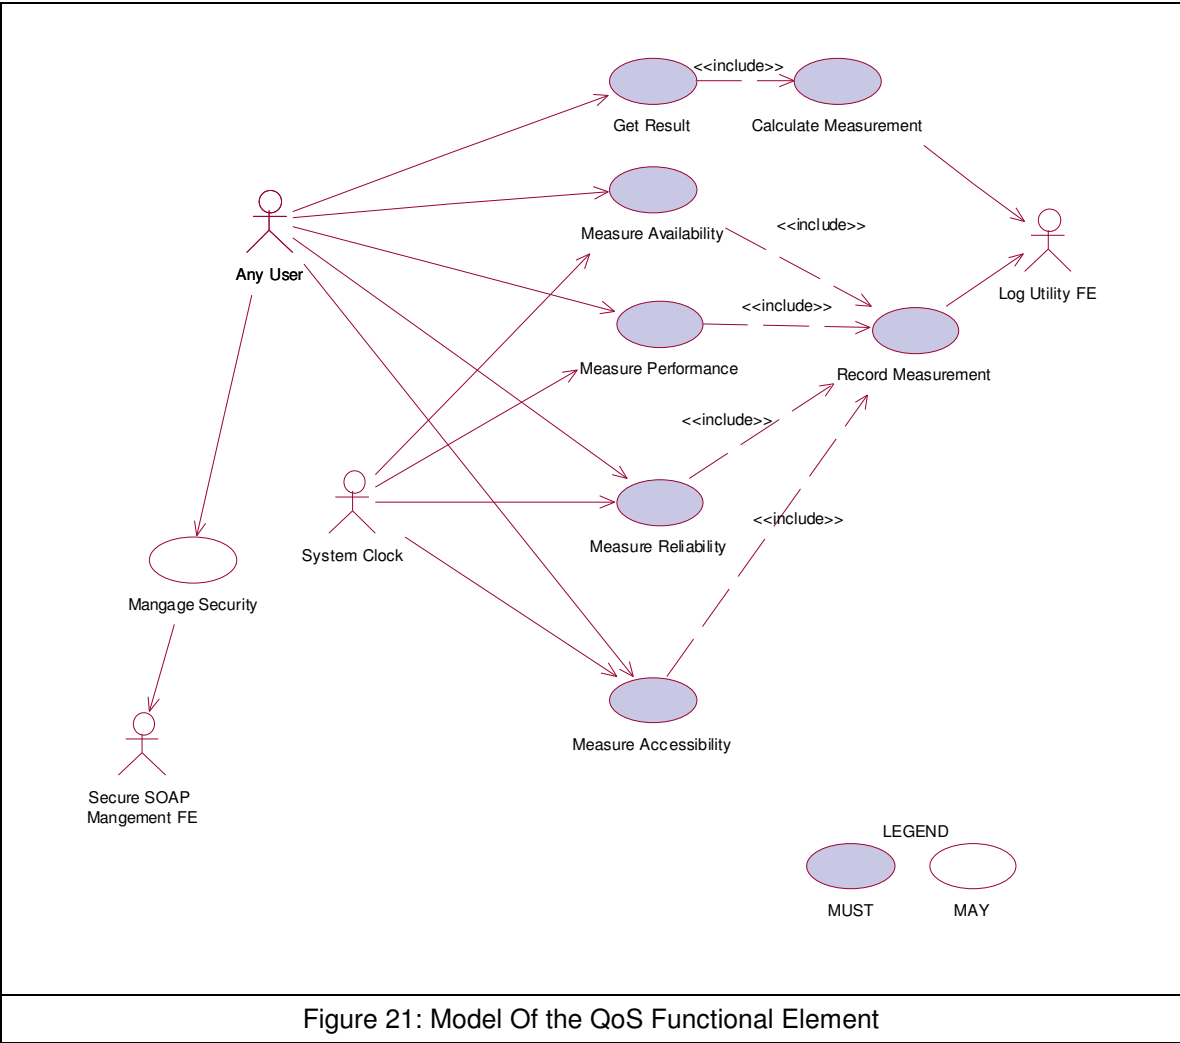 <<include>>
Get Result
Calculate Measurement
Measure Availability
<<include>>
Any User
Log Utility FE
<<include>>
Measure Performance
Record Measurement
<<include>>
<<include>>
Measure Reliability
System Clock
Mangage Security
Measure Accessibility
Secure SOAP
Mangement FE
LEGEND
MUST
MAY
Figure 21: Model Of the QoS Functional Element